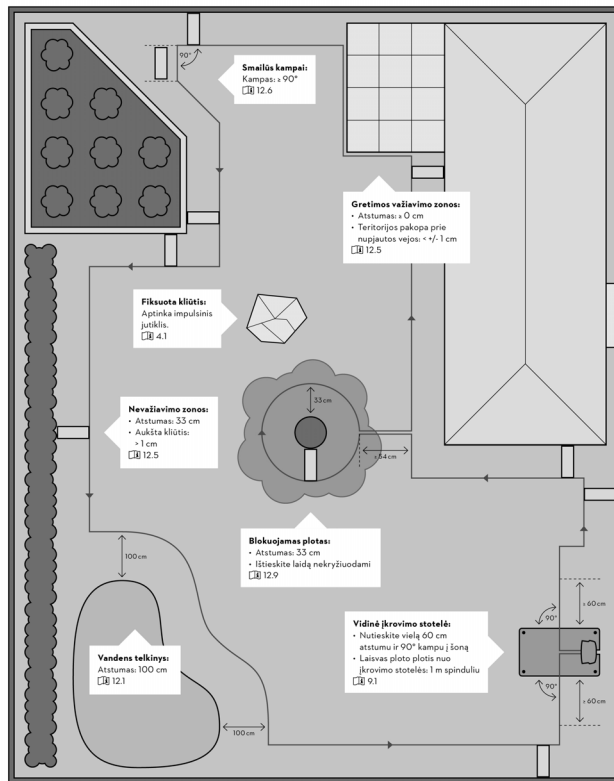 90°
Smailūs kampai:
Kampas: ≥ 90°
12.6
Gretimos važiavimo zonos:
• Atstumas: ≥ 0 cm
• Teritorijos pakopa prie
nupjautos vejos: < +/- 1 cm
12.5
Fiksuota kliūtis:
Aptinka impulsinis
jutiklis.
4.1
33 cm
Nevažiavimo zonos:
• Atstumas: 33 cm
• Aukšta kliūtis:
> 1 cm
12.5
≥ 54 cm
Blokuojamas plotas:
• Atstumas: 33 cm
• Ištieskite laidą nekryžiuodami
12.9
100 cm
≥ 60 cm
90°
Vidinė įkrovimo stotelė:
• Nutieskite vielą 60 cm
atstumu ir 90° kampu į šoną
• Laisvas ploto plotis nuo
įkrovimo stotelės: 1 m spinduliu
9.1
Vandens telkinys:
Atstumas: 100 cm
12.1
90°
≥ 60 cm
100 cm